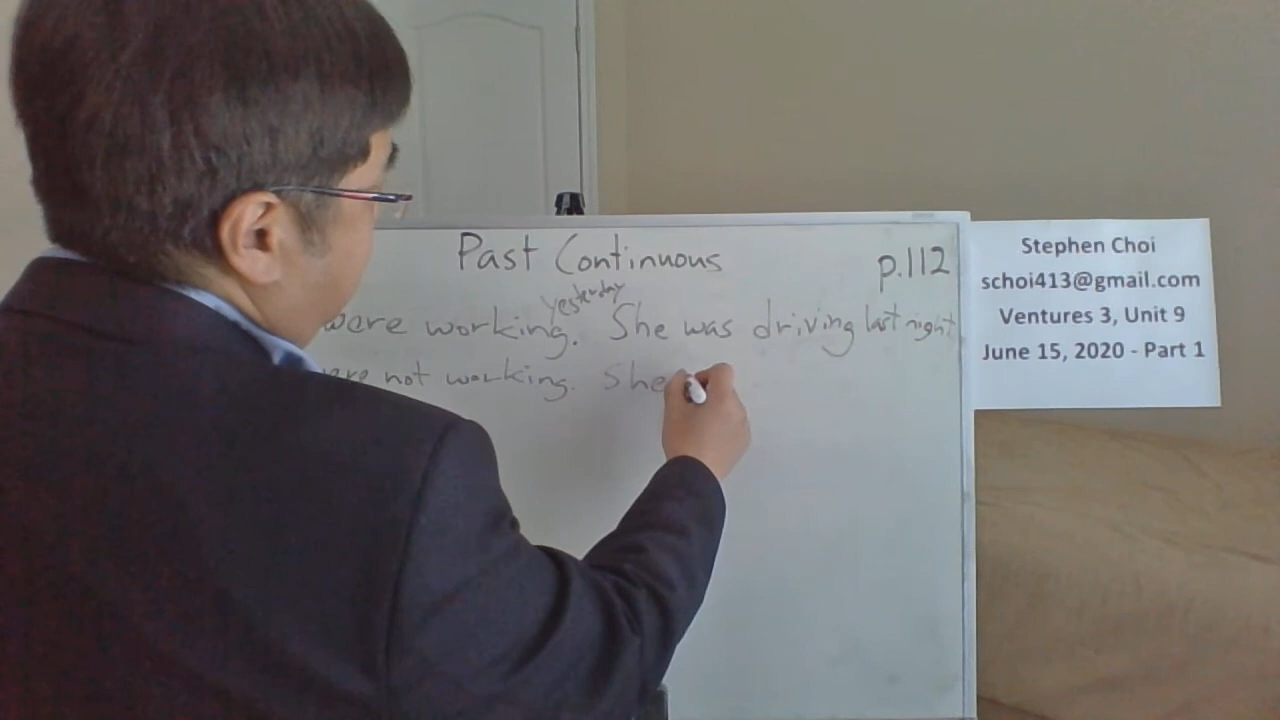 Past Continuous
p.112
yesterday
were working. She was driving last night
not working. She
Stephen Choi
schoi413@gmail.com
Ventures 3, Unit 9
June 15, 2020 - Part 1